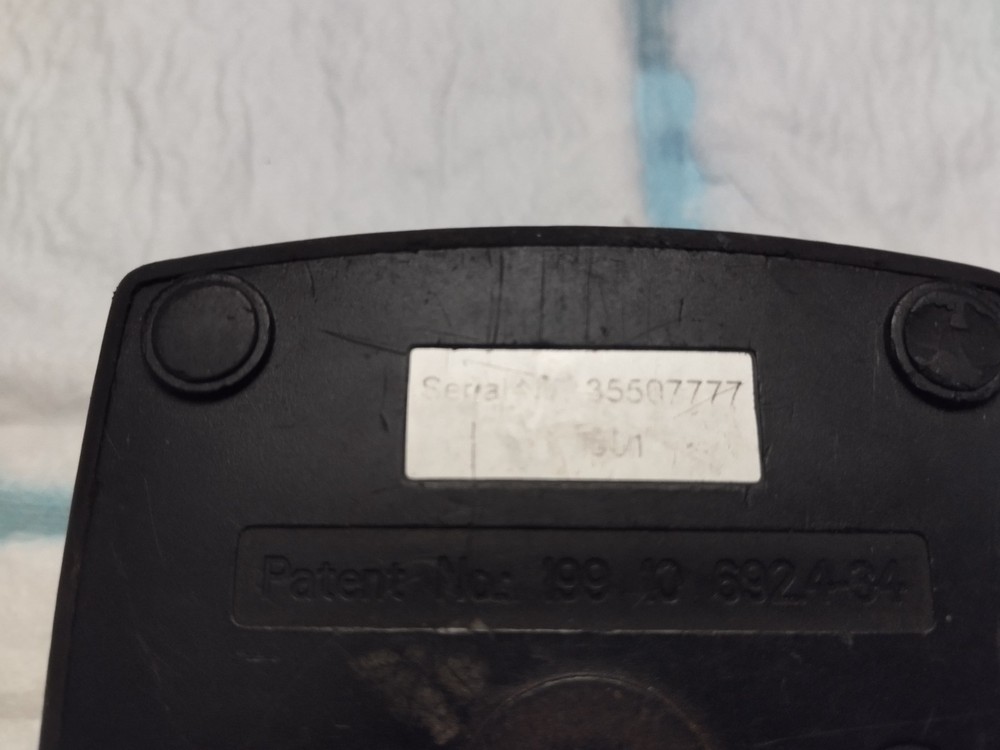 Serial 35507777
Patent No.: 199 10 692.4-34